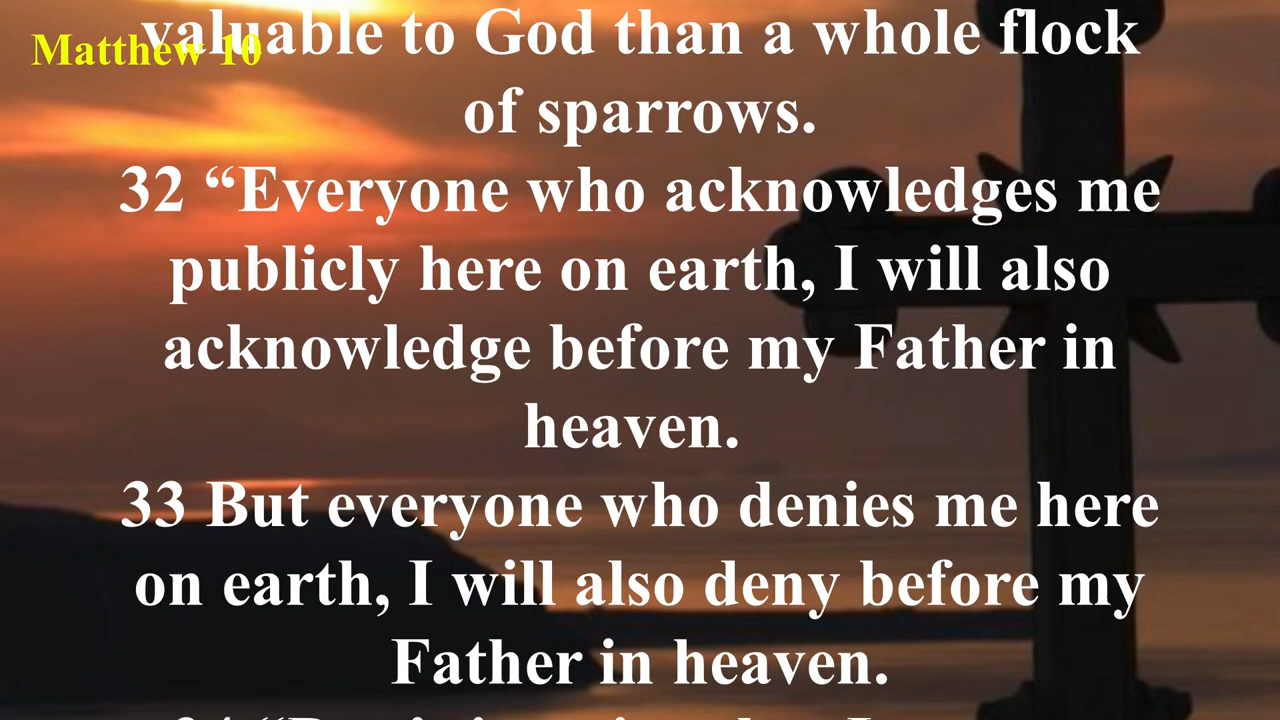 Matthew 10
valuable to God than a whole flock
of sparrows.
32 “Everyone who acknowledges me
publicly here on earth, I will also
acknowledge before my Father in
heaven.
33 But everyone who denies me here
on earth, I will also deny before my
Father in heaven.